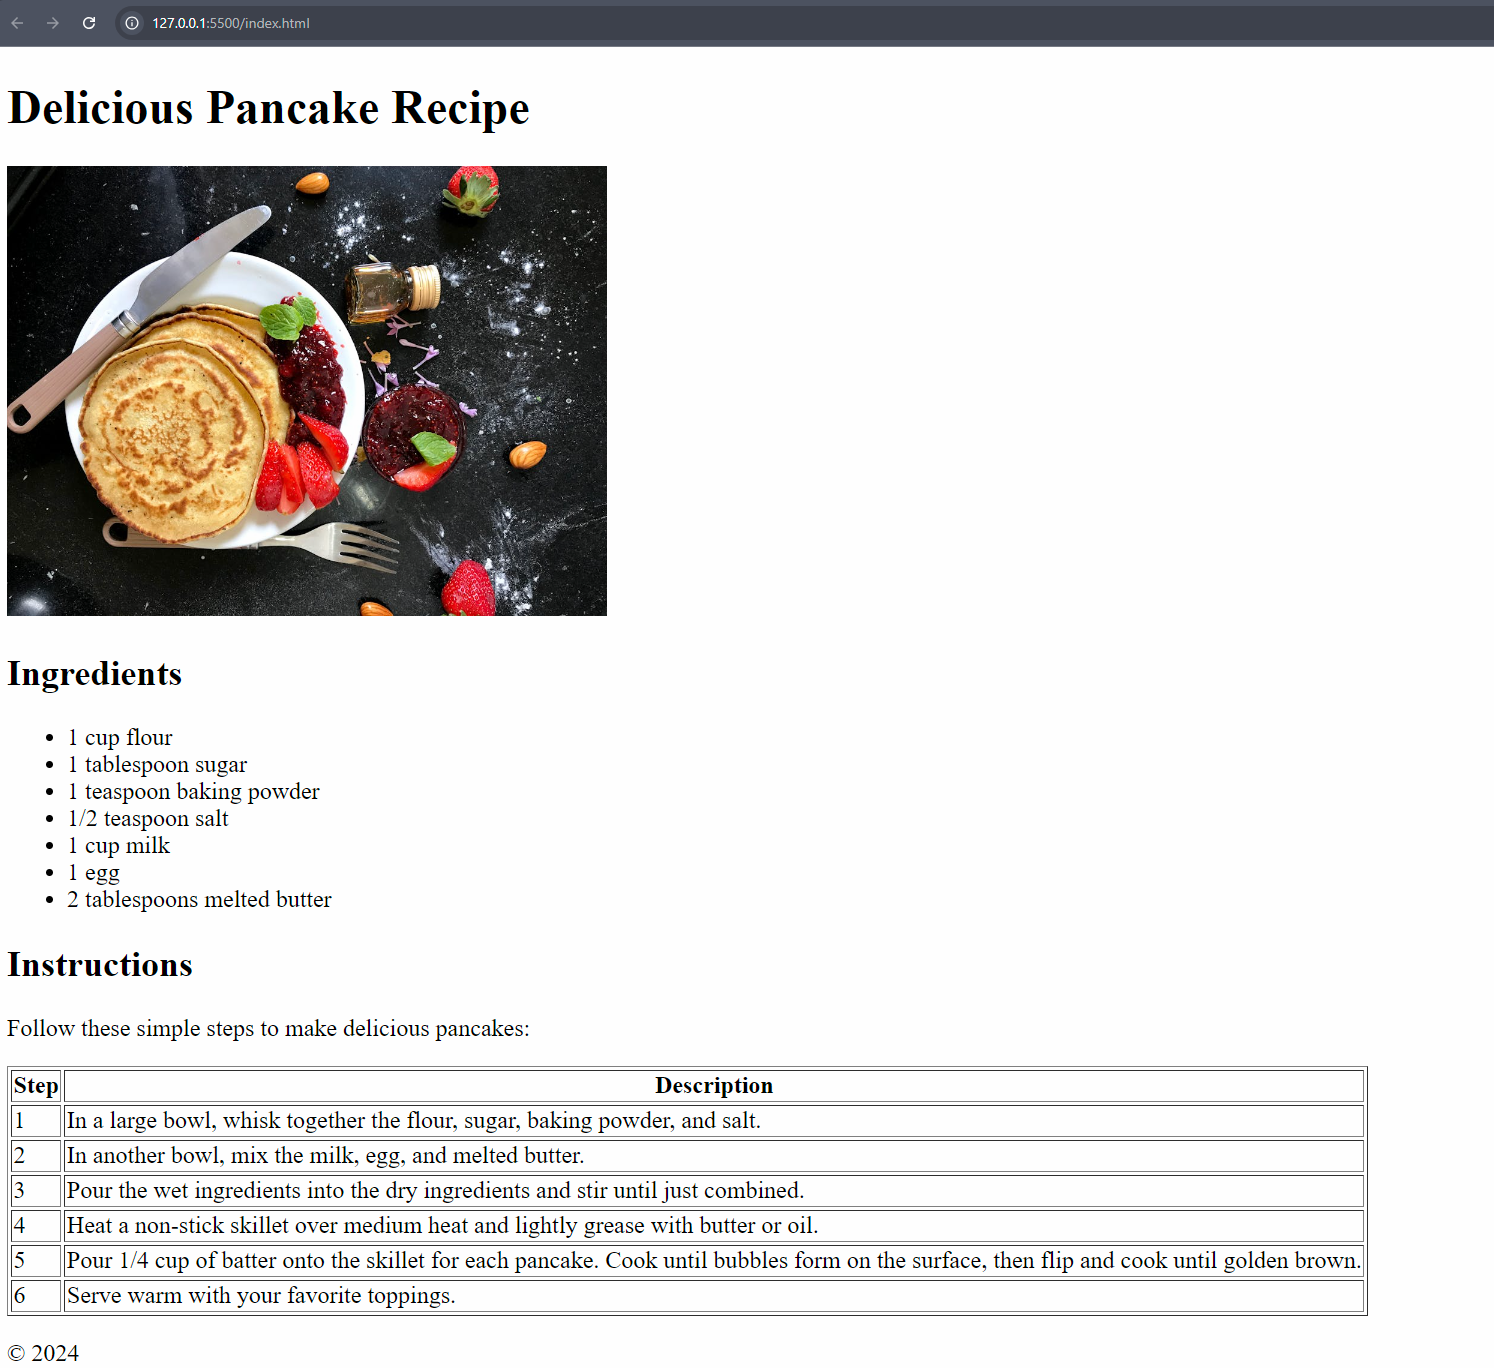 127.0.0.1:5500/index.html
Delicious Pancake Recipe
Ingredients
• 1 cup flour
• 1 tablespoon sugar
• 1 teaspoon baking powder
• 1/2 teaspoon salt
• 1 cup milk
• 1 egg
• 2 tablespoons melted butter
Instructions
Follow these simple steps to make delicious pancakes:
Step Description
1 In a large bowl, whisk together the flour, sugar, baking powder, and salt.
2 In another bowl, mix the milk, egg, and melted butter.
3 Pour the wet ingredients into the dry ingredients and stir until just combined.
4 Heat a non-stick skillet over medium heat and lightly grease with butter or oil.
5 Pour 1/4 cup of batter onto the skillet for each pancake. Cook until bubbles form on the surface, then flip and cook until golden brown.
6 Serve warm with your favorite toppings.
© 2024